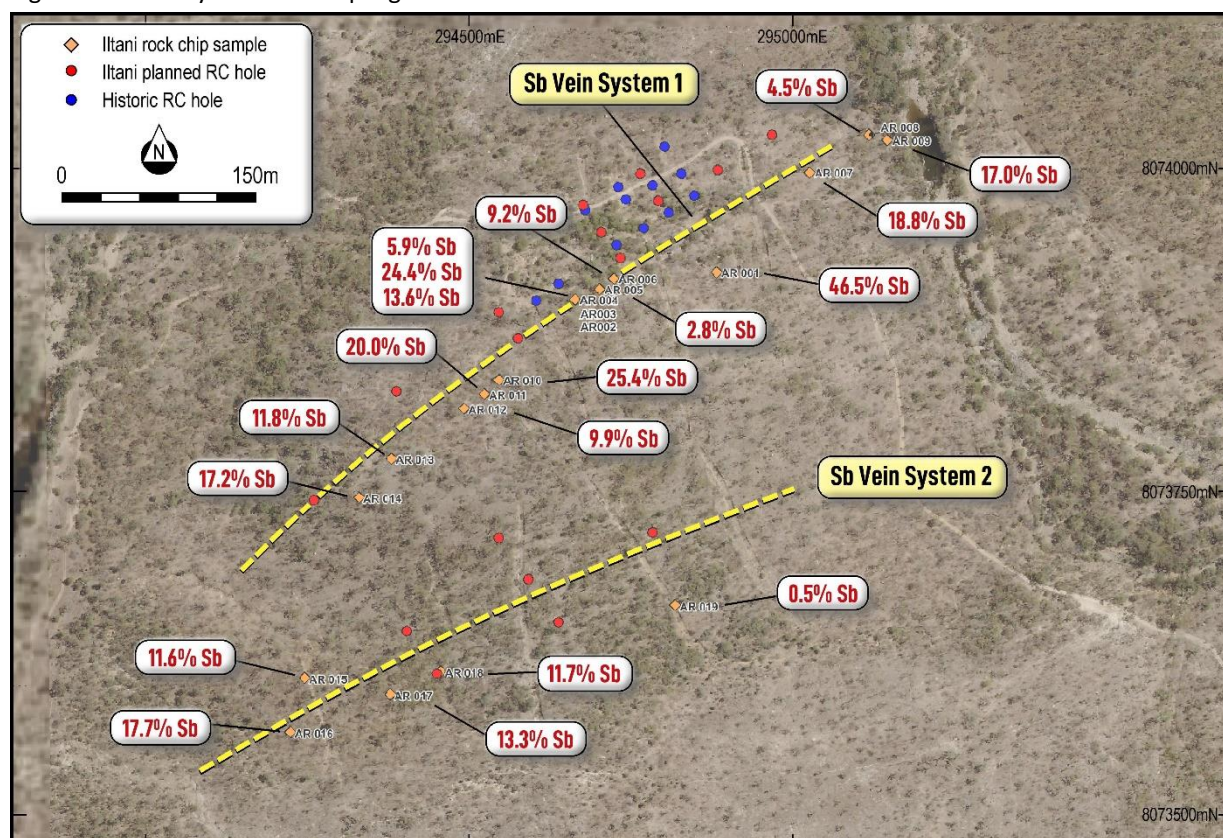 Iltani rock chip sample
Iltani planned RC hole
Historic RC hole
N
0
150m
294500mE
295000mE
Sb Vein System 1
4.5% Sb
AR 008
AR 009
17.0% Sb
8074000mN
AR 007
18.8% Sb
9.2% Sb
5.9% Sb
24.4% Sb
13.6% Sb
AR 006
AR 005
AR 004
AR003
AR002
AR 001
46.5% Sb
2.8% Sb
20.0% Sb
AR 010
25.4% Sb
AR 011
AR 012
9.9% Sb
11.8% Sb
AR 013
17.2% Sb
AR 014
Sb Vein System 2
8073750mN
AR 019
0.5% Sb
11.6% Sb
AR 015
AR 018
11.7% Sb
AR 017
13.3% Sb
17.7% Sb
AR 016
8073500mN